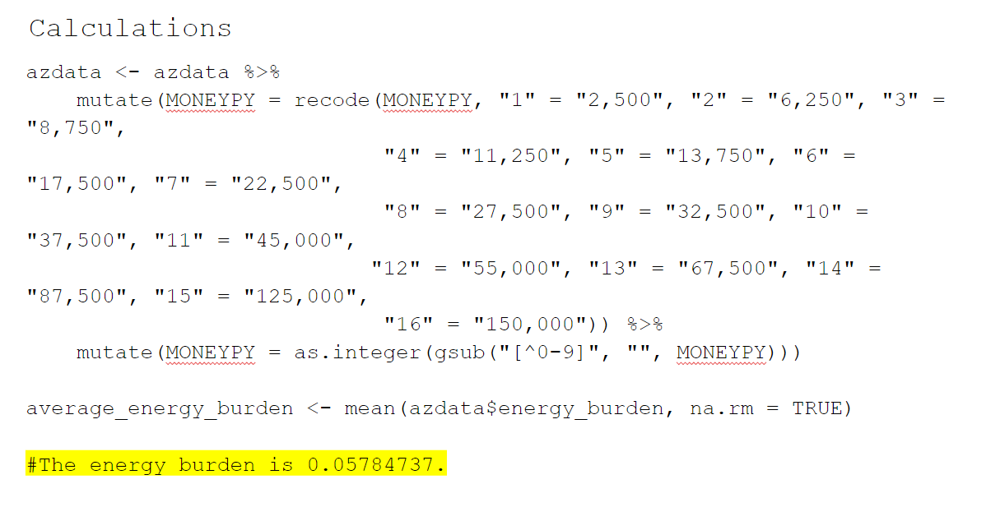 Calculations
azdata <- azdata %>%
mutate(MONEYPY = recode(MONEYPY, "1" = "2,500", "2" = "6,250", "3" =
"8,750",
"4" = "11,250", "5" = "13,750", "6" =
"17,500", "7" = "22,500",
"8" = "27,500", "9" = "32,500", "10" =
"37,500", "11" = "45,000",
"12" = "55,000", "13" = "67,500", "14" =
"87,500", "15" = "125,000",
"16" = "150,000")) %>%
mutate(MONEYPY = as.integer(gsub("[^0-9]", "", MONEYPY)))
average_energy_burden <- mean(azdata$energy_burden, na.rm = TRUE)
#The energy burden is 0.05784737.